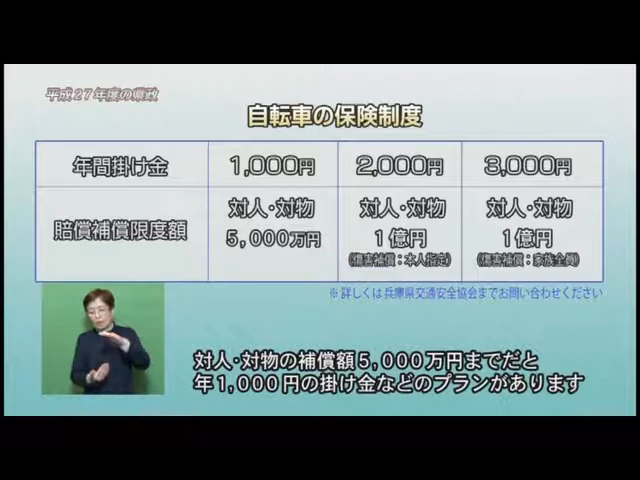 平成27年度の県政
自転車の保険制度
年間掛け金 1,000円 2,000円 3,000円
賠償補償限度額 対人・対物 対人・対物 対人・対物
5,000万円 1億円 1億円
(傷害補償:本人指定) (傷害補償:家族全員)
※詳しくは兵庫県交通安全協会までお問い合わせください
対人・対物の補償額5,000万円までだと
年1,000円の掛け金などのプランがあります